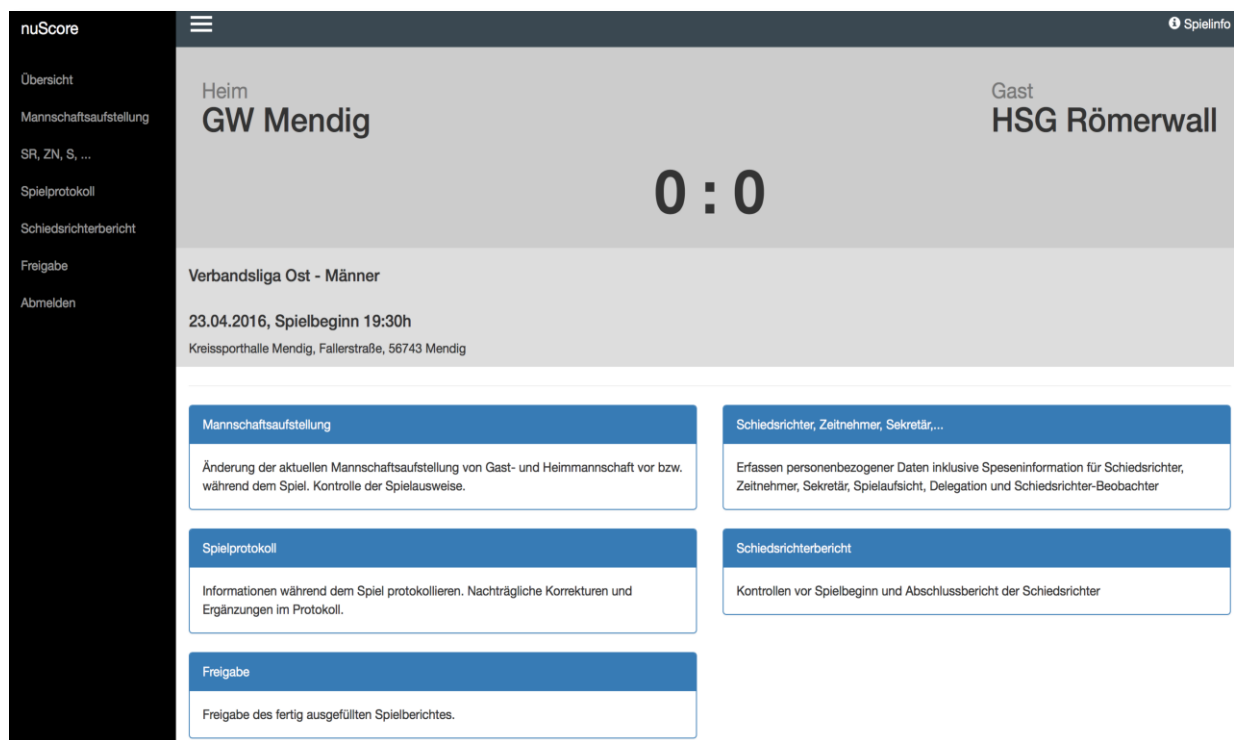 nuScore
Spielinfo
Übersicht
Mannschaftsaufstellung
SR, ZN, S, ...
Spielprotokoll
Schiedsrichterbericht
Freigabe
Abmelden
Heim
GW Mendig
Gast
HSG Römerwall
0 : 0
Verbandsliga Ost - Männer
23.04.2016, Spielbeginn 19:30h
Kreissporthalle Mendig, Fallerstraße, 56743 Mendig
Mannschaftsaufstellung
Änderung der aktuellen Mannschaftsaufstellung von Gast- und Heimmannschaft vor bzw.
während dem Spiel. Kontrolle der Spielausweise.
Schiedsrichter, Zeitnehmer, Sekretär,...
Erfassen personenbezogener Daten inklusive Speseninformation für Schiedsrichter,
Zeitnehmer, Sekretär, Spielaufsicht, Delegation und Schiedsrichter-Beobachter
Spielprotokoll
Informationen während dem Spiel protokollieren. Nachträgliche Korrekturen und
Ergänzungen im Protokoll.
Schiedsrichterbericht
Kontrollen vor Spielbeginn und Abschlussbericht der Schiedsrichter
Freigabe
Freigabe des fertig ausgefüllten Spielberichtes.